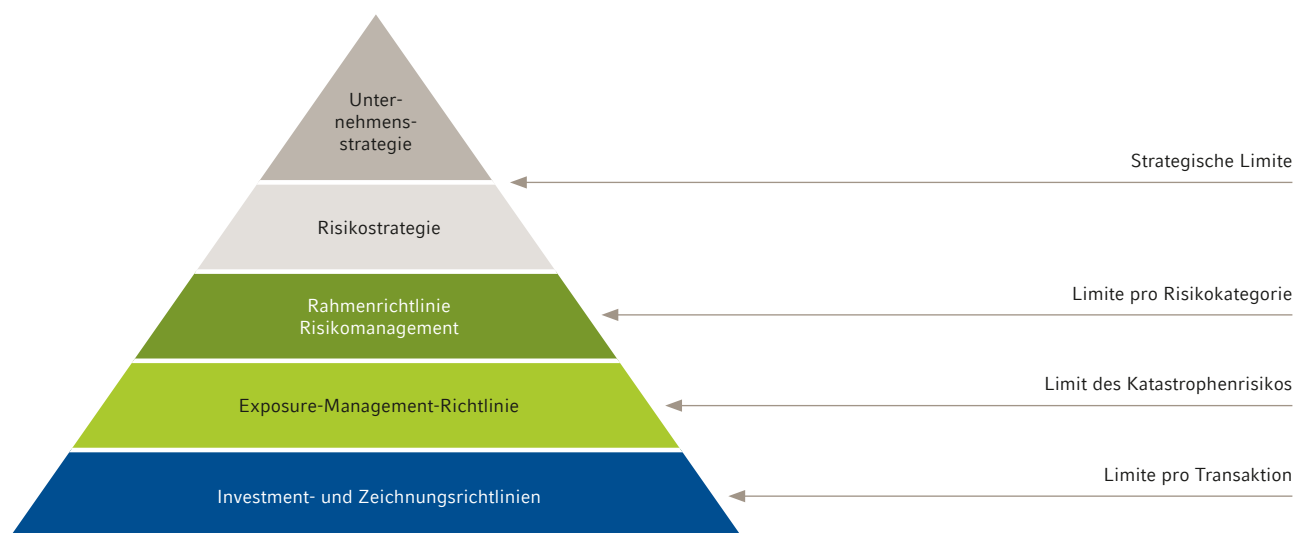 Unter-
nehmens-
strategie
Strategische Limite
Risikostrategie
Rahmenrichtlinie
Risikomanagement
Limite pro Risikokategorie
Exposure-Management-Richtlinie
Limit des Katastrophenrisikos
Investment- und Zeichnungsrichtlinien
Limite pro Transaktion